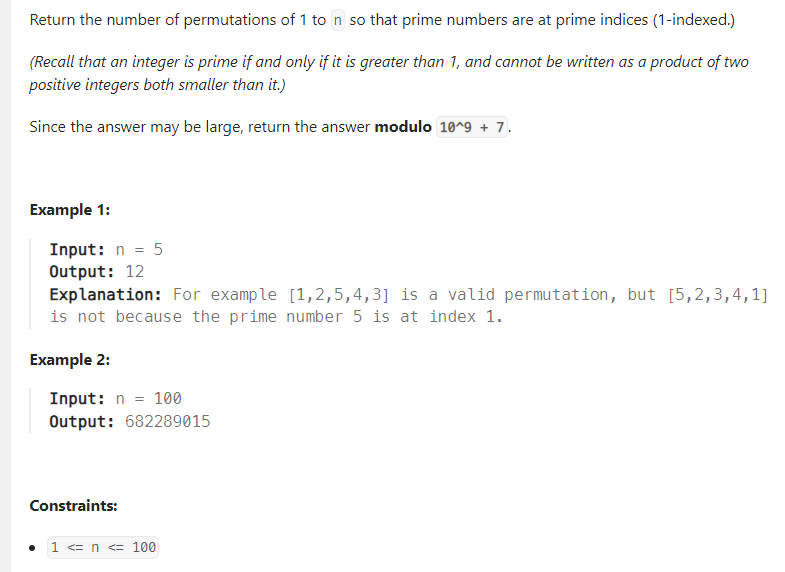 Return the number of permutations of 1 to n so that prime numbers are at prime indices (1-indexed.)
(Recall that an integer is prime if and only if it is greater than 1, and cannot be written as a product of two
positive integers both smaller than it.)
Since the answer may be large, return the answer modulo 10^9 + 7.
Example 1:
Input: n = 5
Output: 12
Explanation: For example [1,2,5,4,3] is a valid permutation, but [5,2,3,4,1]
is not because the prime number 5 is at index 1.
Example 2:
Input: n = 100
Output: 682289015
Constraints:
• 1 <= n <= 100